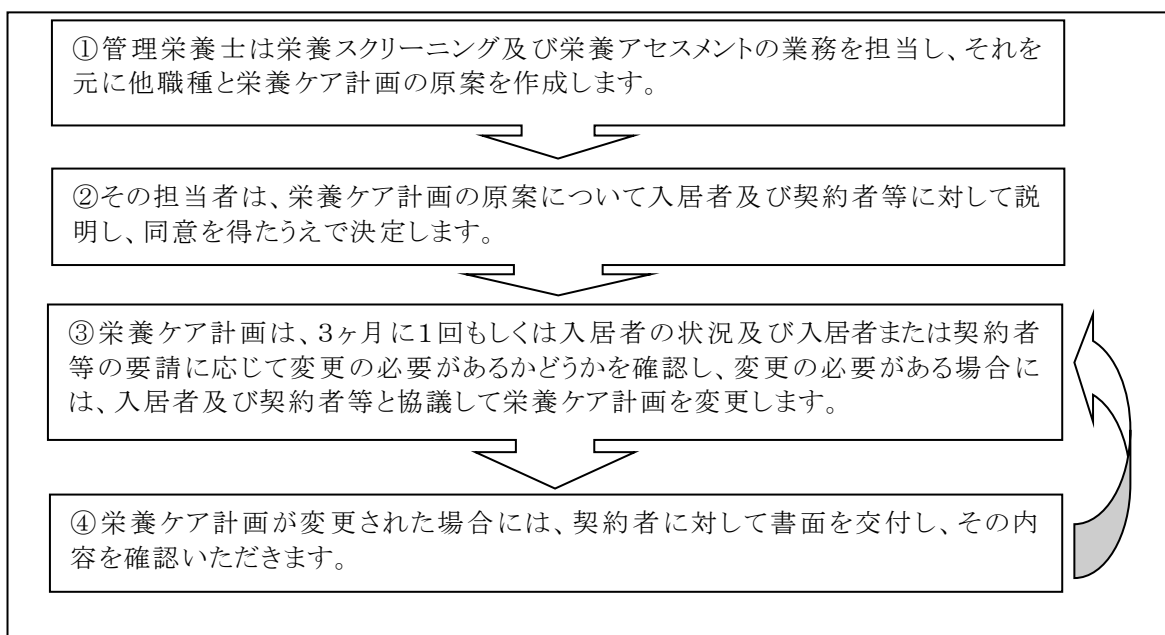 ①管理栄養士は栄養スクリーニング及び栄養アセスメントの業務を担当し、それを
元に他職種と栄養ケア計画の原案を作成します。
②その担当者は、栄養ケア計画の原案について入居者及び契約者等に対して説
明し、同意を得たうえで決定します。
③栄養ケア計画は、3ヶ月に1回もしくは入居者の状況及び入居者または契約者
等の要請に応じて変更の必要があるかどうかを確認し、変更の必要がある場合に
は、入居者及び契約者等と協議して栄養ケア計画を変更します。
④栄養ケア計画が変更された場合には、契約者に対して書面を交付し、その内
容を確認いただきます。